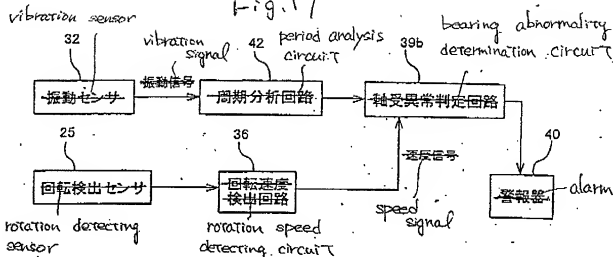 Fig. 17
vibration sensor
32
振動センサ
vibration signal
振動信号
42
period analysis circuit
周期分析回路
39b
bearing abnormality determination circuit
軸受異常判定回路
25
回転検出センサ
rotation detecting sensor
36
回転速度
検出回路
rotation speed detecting circuit
速度信号
speed signal
40
警報器
alarm